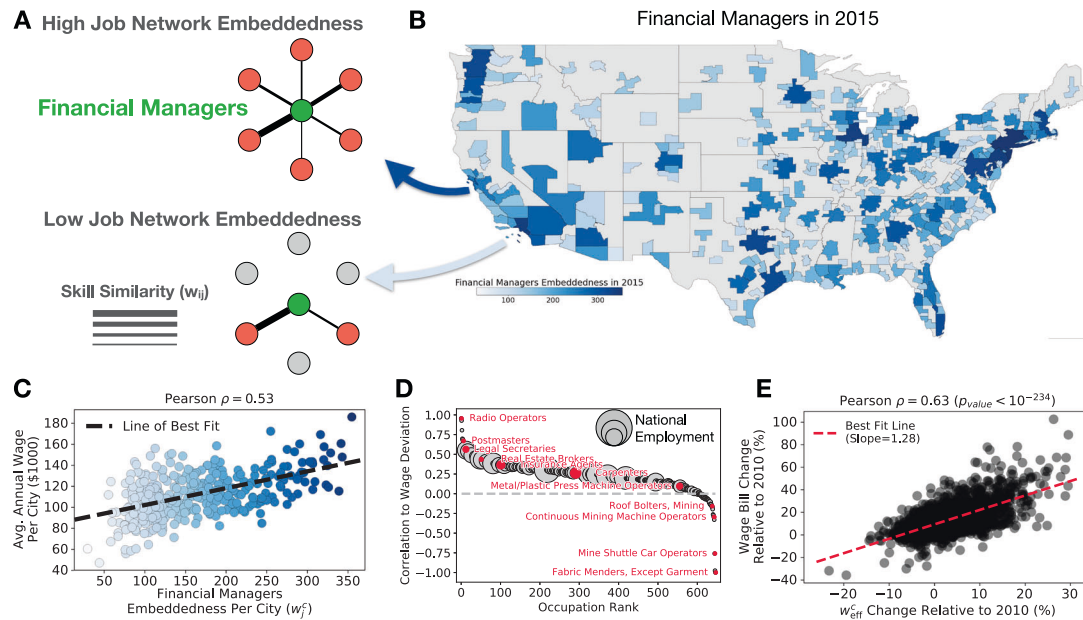 A
High Job Network Embeddedness
Financial Managers
Low Job Network Embeddedness
Skill Similarity (wij)
B
Financial Managers in 2015
Financial Managers Embeddedness in 2015
100 200 300
C
Pearson ρ = 0.53
Line of Best Fit
Avg. Annual Wage
Per City ($1000)
180
160
140
120
100
80
60
40
0 50 100 150 200 250 300 350
Financial Managers
Embeddedness Per City (w_j^c)
D
National
Employment
Radio Operators
Postmasters
Legal Secretaries
Real Estate Brokers
Insurance Agents
Carpenters
Metal/Plastic Press Machine Operators
Roof Bolters, Mining
Continuous Mining Machine Operators
Mine Shuttle Car Operators
Fabric Menders, Except Garment
Correlation to Wage Deviation
1.00
0.75
0.50
0.25
0.00
−0.25
−0.50
−0.75
−1.00
0 200 400 600
Occupation Rank
E
Pearson ρ = 0.63 (p_value < 10^−234)
Best Fit Line
(Slope=1.28)
Wage Bill Change
Relative to 2010 (%)
100
80
60
40
20
0
−20
−40
−20 −10 0 10 20 30
w_eff^c Change Relative to 2010 (%)